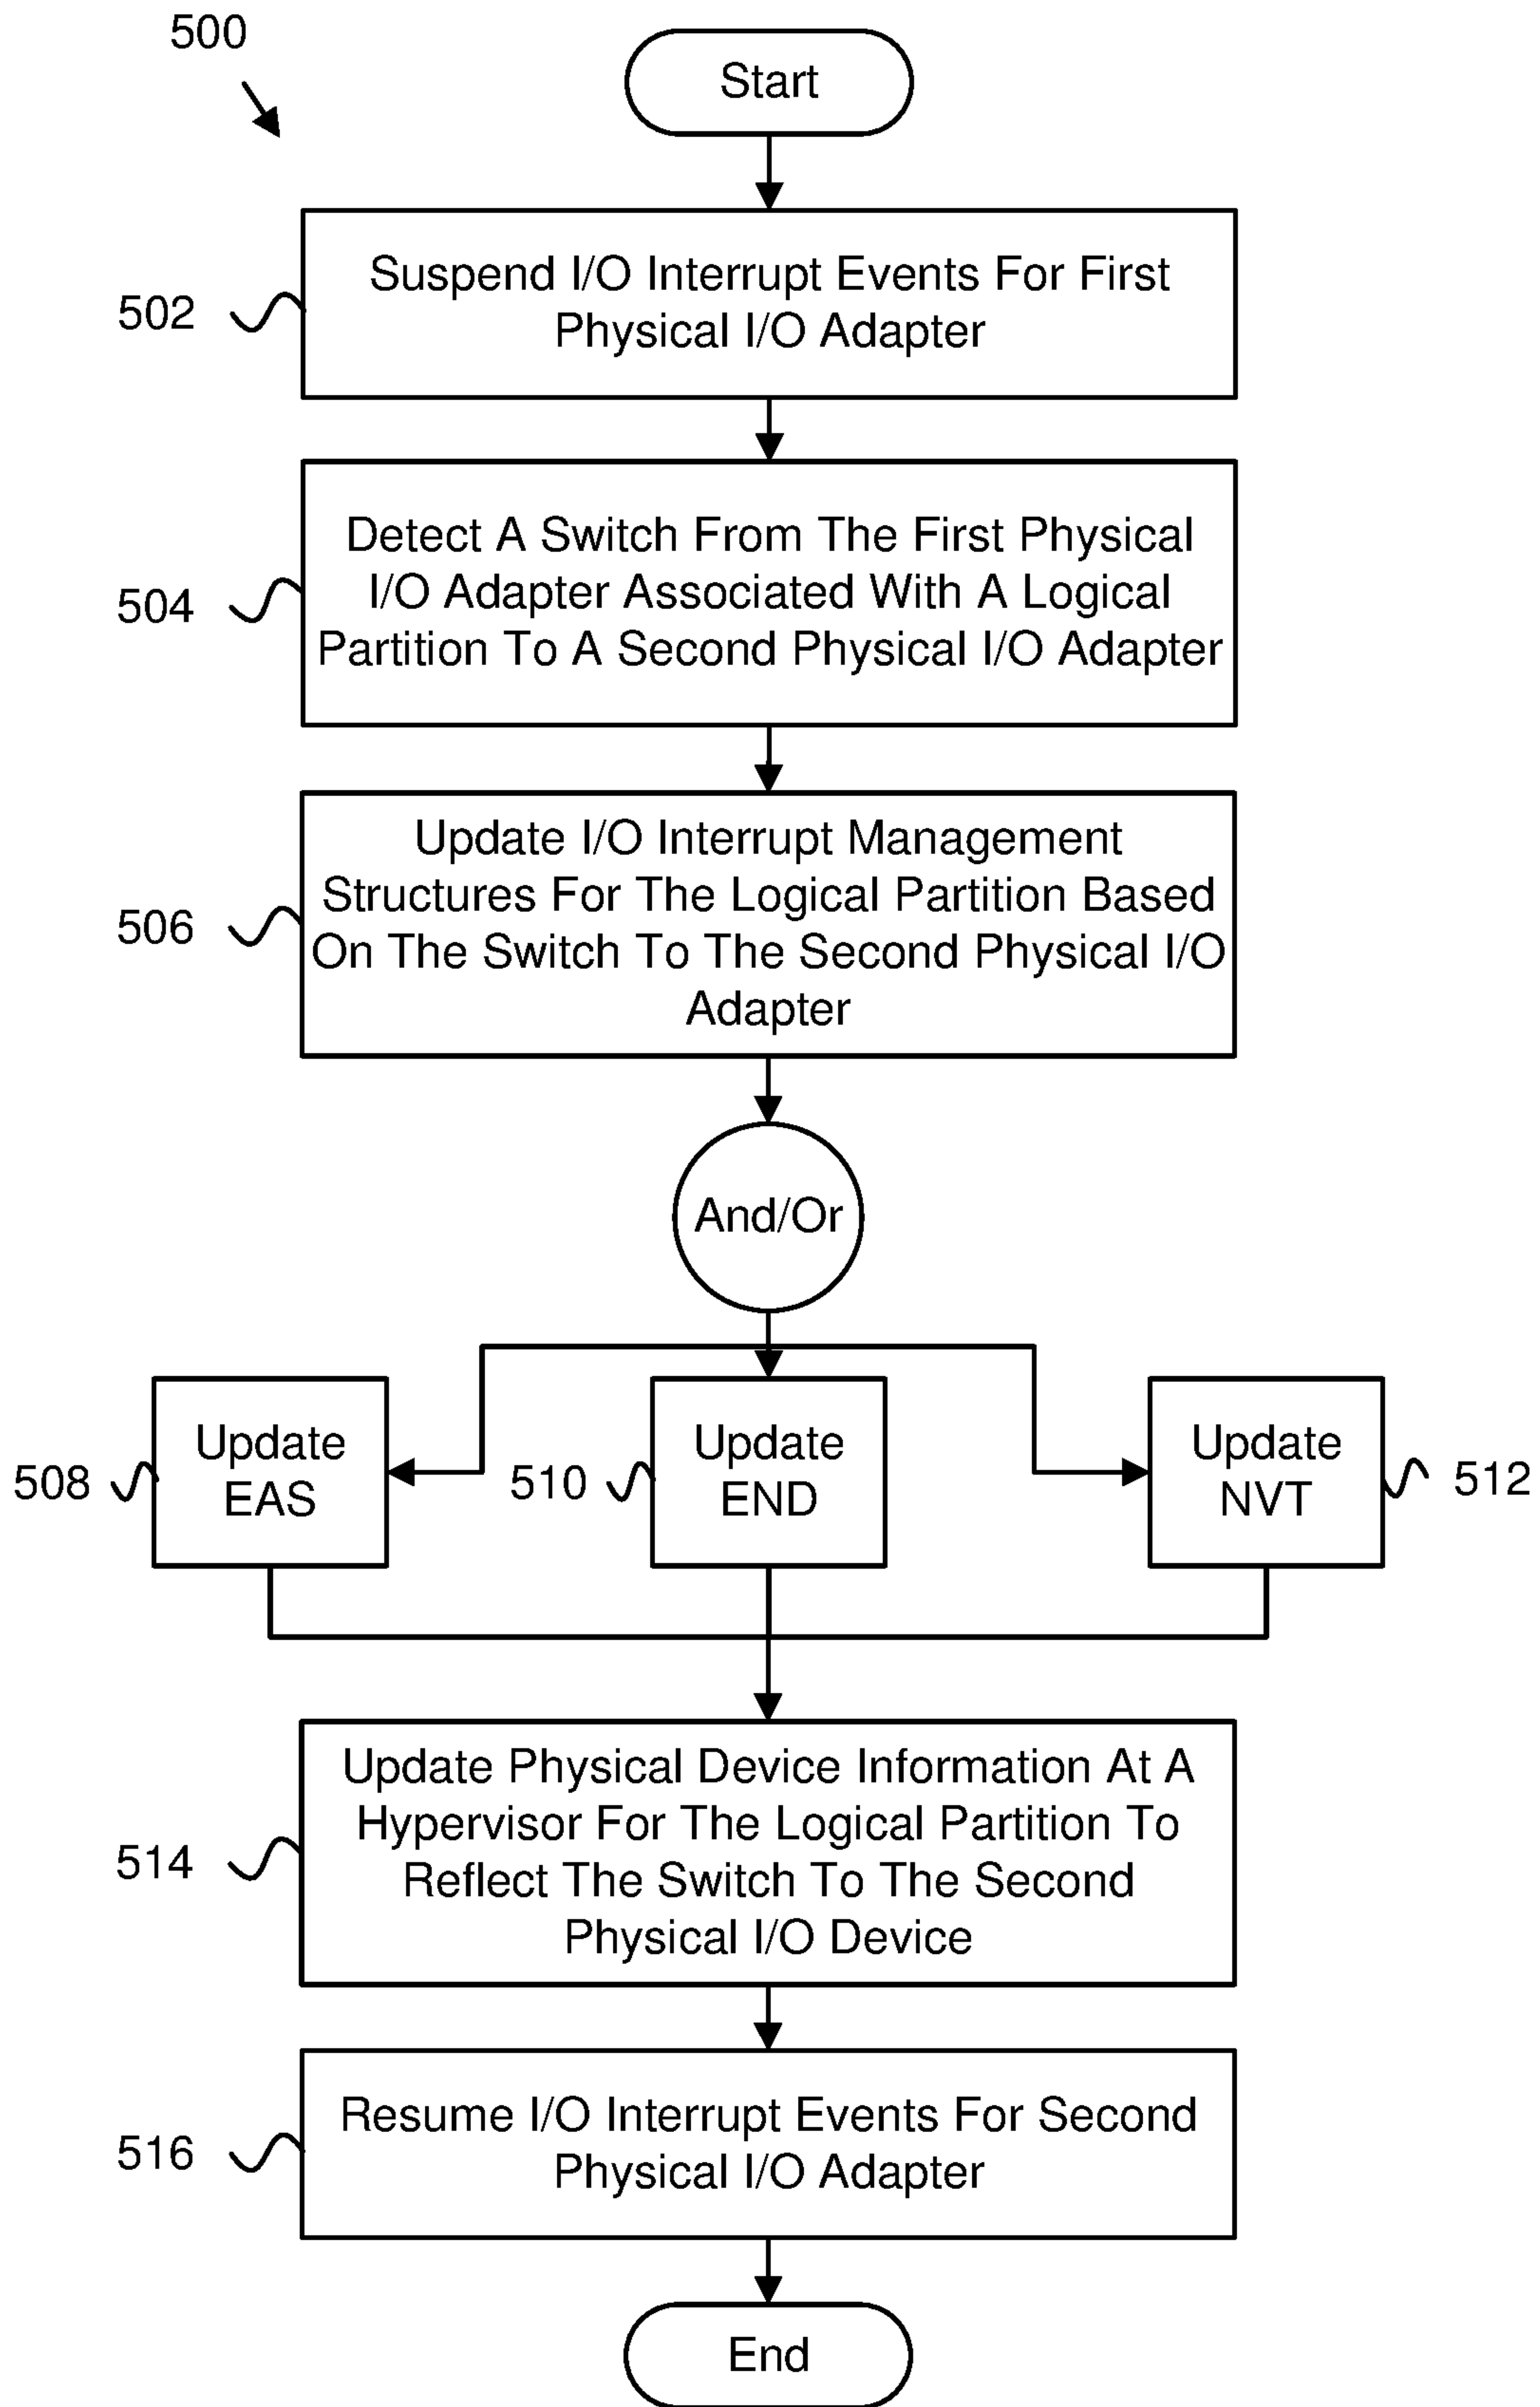 500
Start
502
Suspend I/O Interrupt Events For First
Physical I/O Adapter
504
Detect A Switch From The First Physical
I/O Adapter Associated With A Logical
Partition To A Second Physical I/O Adapter
506
Update I/O Interrupt Management
Structures For The Logical Partition Based
On The Switch To The Second Physical I/O
Adapter
And/Or
508
Update
EAS
510
Update
END
Update
NVT
512
514
Update Physical Device Information At A
Hypervisor For The Logical Partition To
Reflect The Switch To The Second
Physical I/O Device
516
Resume I/O Interrupt Events For Second
Physical I/O Adapter
End